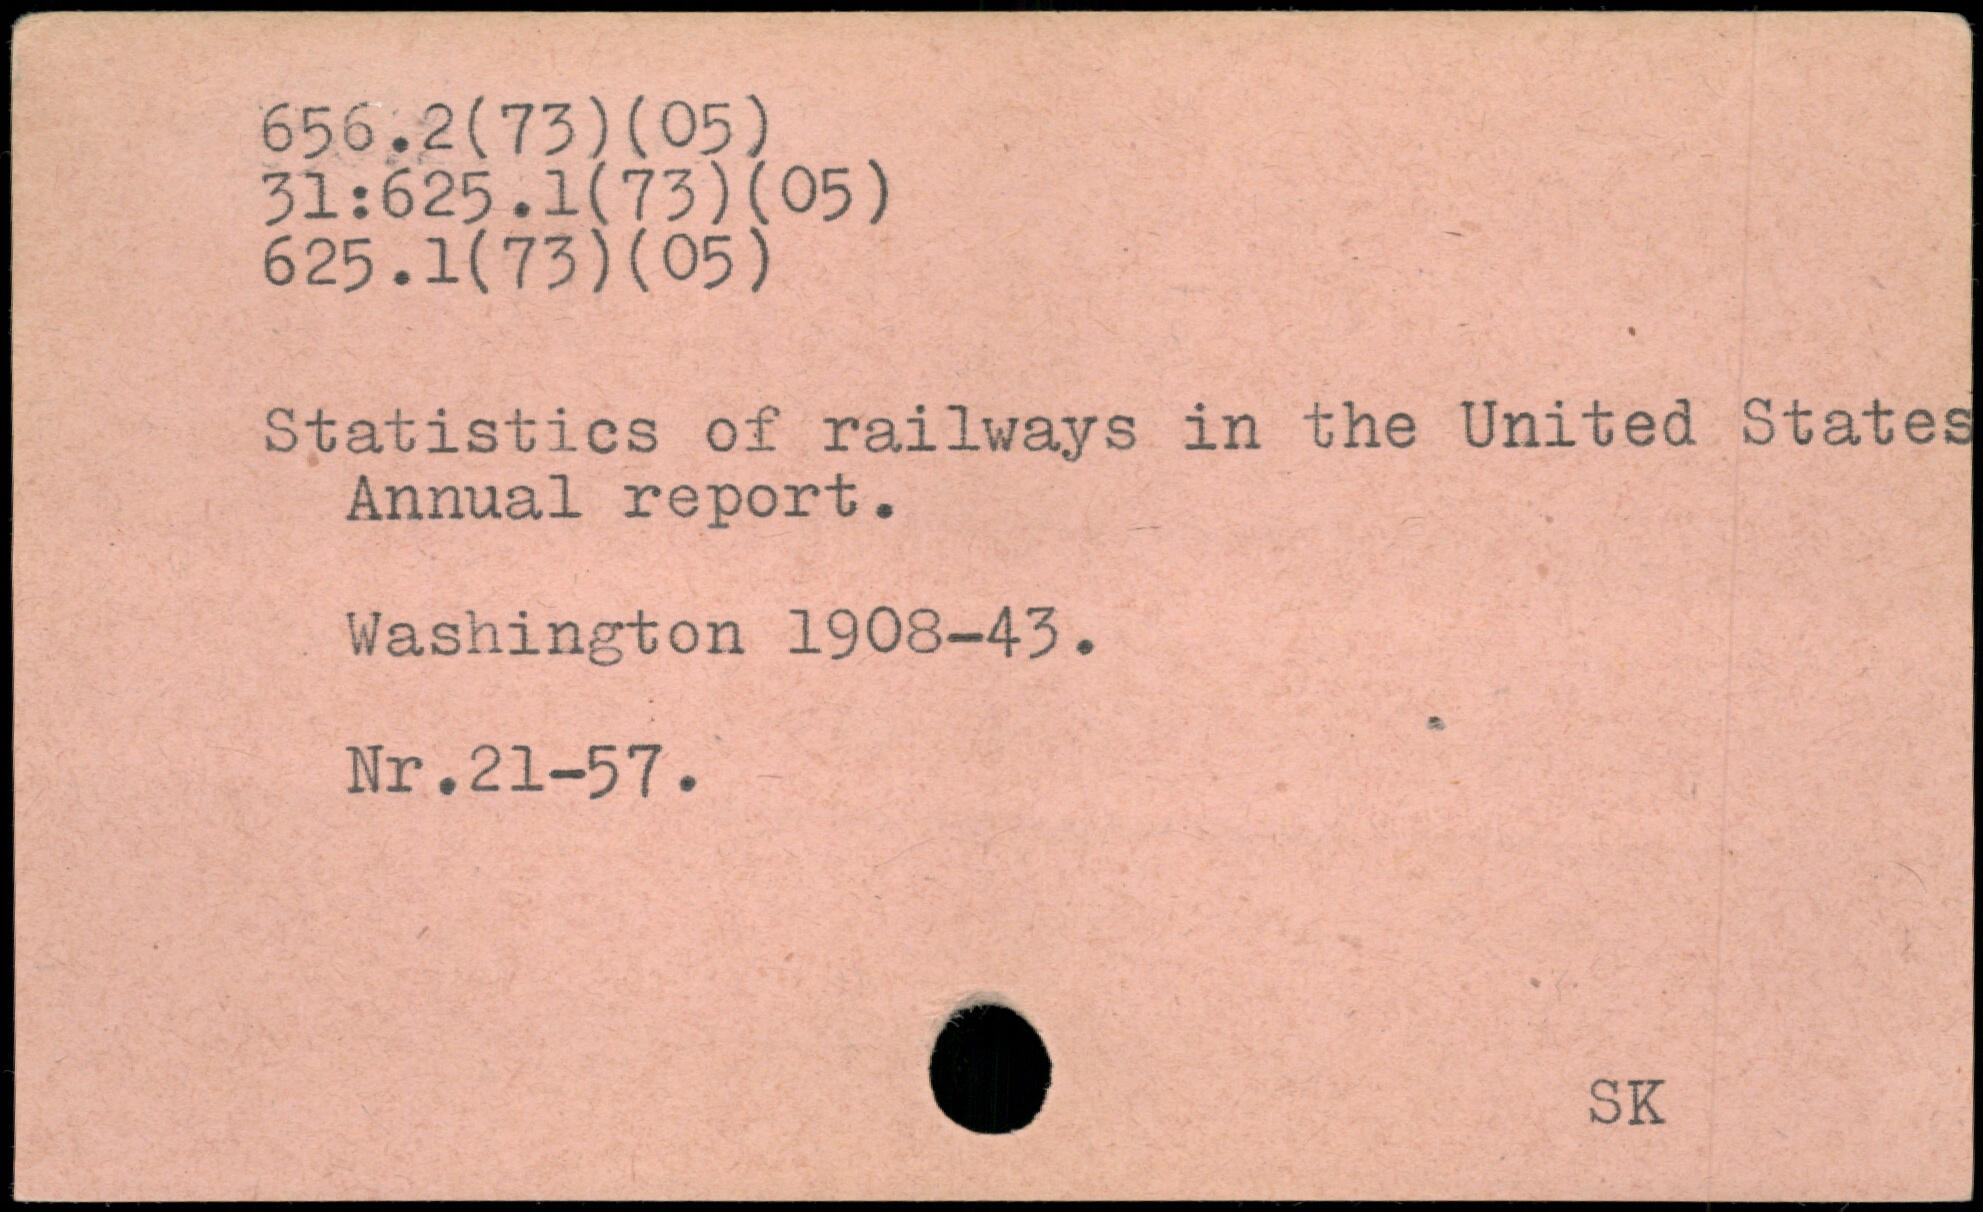 656.2(73)(05)
31:625.1(73)(05)
625.1(73)(05)
Statistics of railways in the United States
Annual report.
Washington 1908-43.
Nr.21-57.
SK